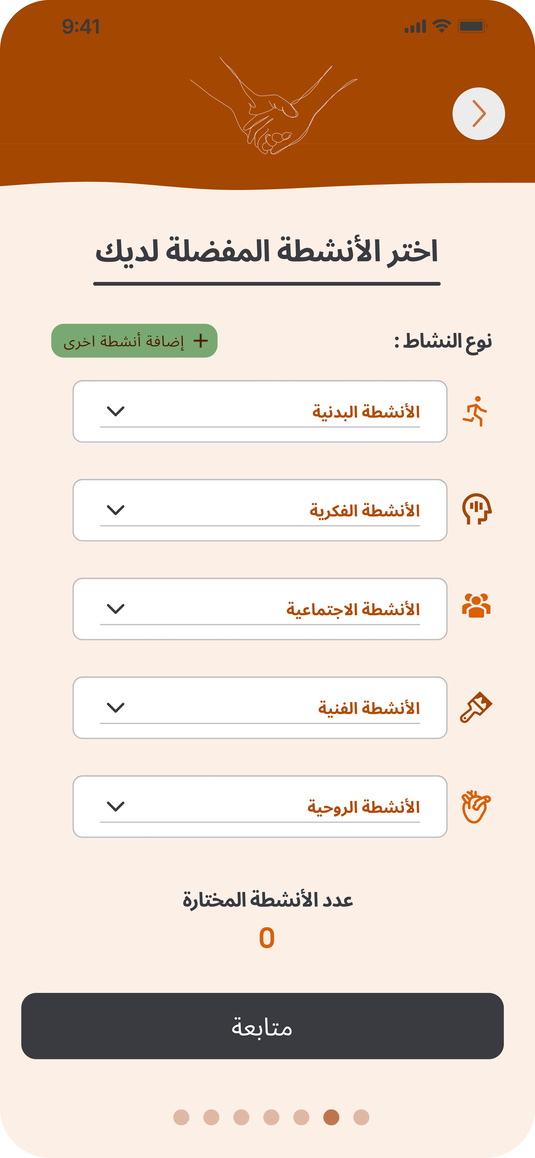 9:41
اختر الأنشطة المفضلة لديك
نوع النشاط :
+ إضافة أنشطة اخرى
الأنشطة البدنية
الأنشطة الفكرية
الأنشطة الاجتماعية
الأنشطة الفنية
الأنشطة الروحية
عدد الأنشطة المختارة
0
متابعة